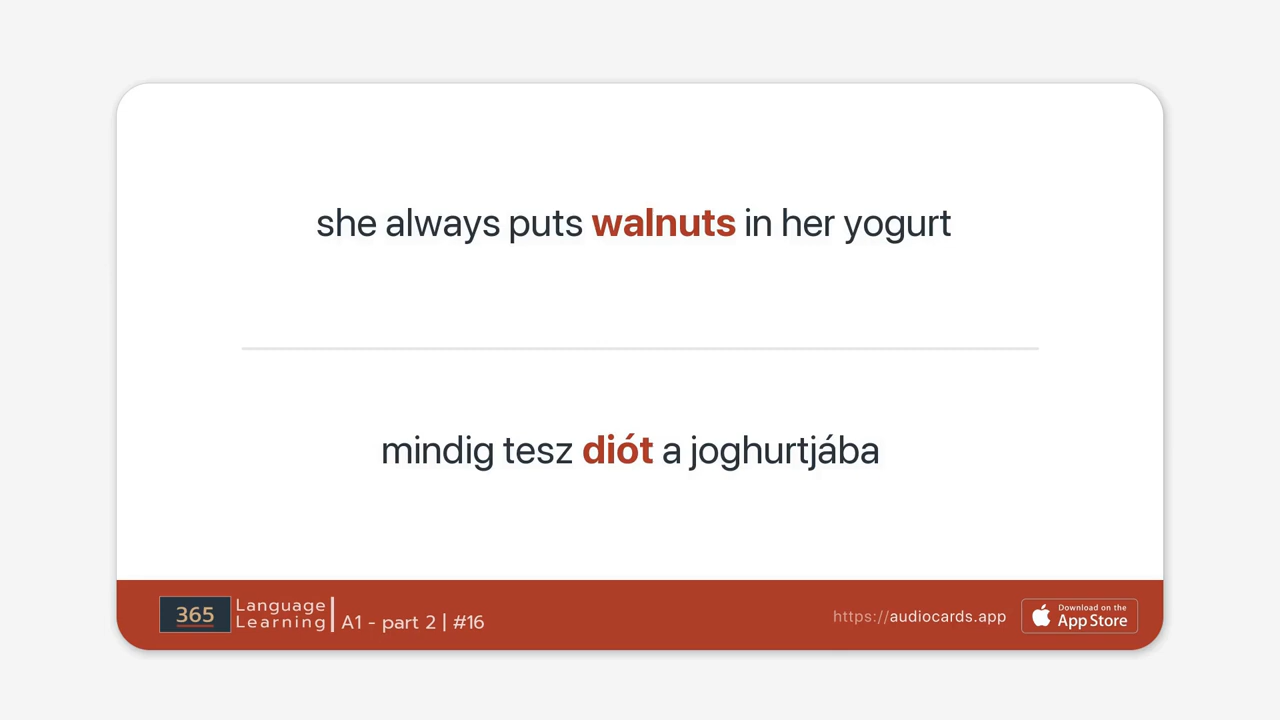 she always puts walnuts in her yogurt
mindig tesz diót a joghurtjába
365 Language
Learning
A1 - part 2 | #16
https://audiocards.app
Download on the
App Store